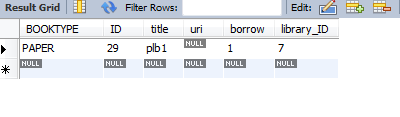 Result Grid Filter Rows: Edit:
BOOKTYPE ID title uri borrow library_ID
PAPER 29 plb1 NULL 1 7
NULL NULL NULL NULL NULL NULL